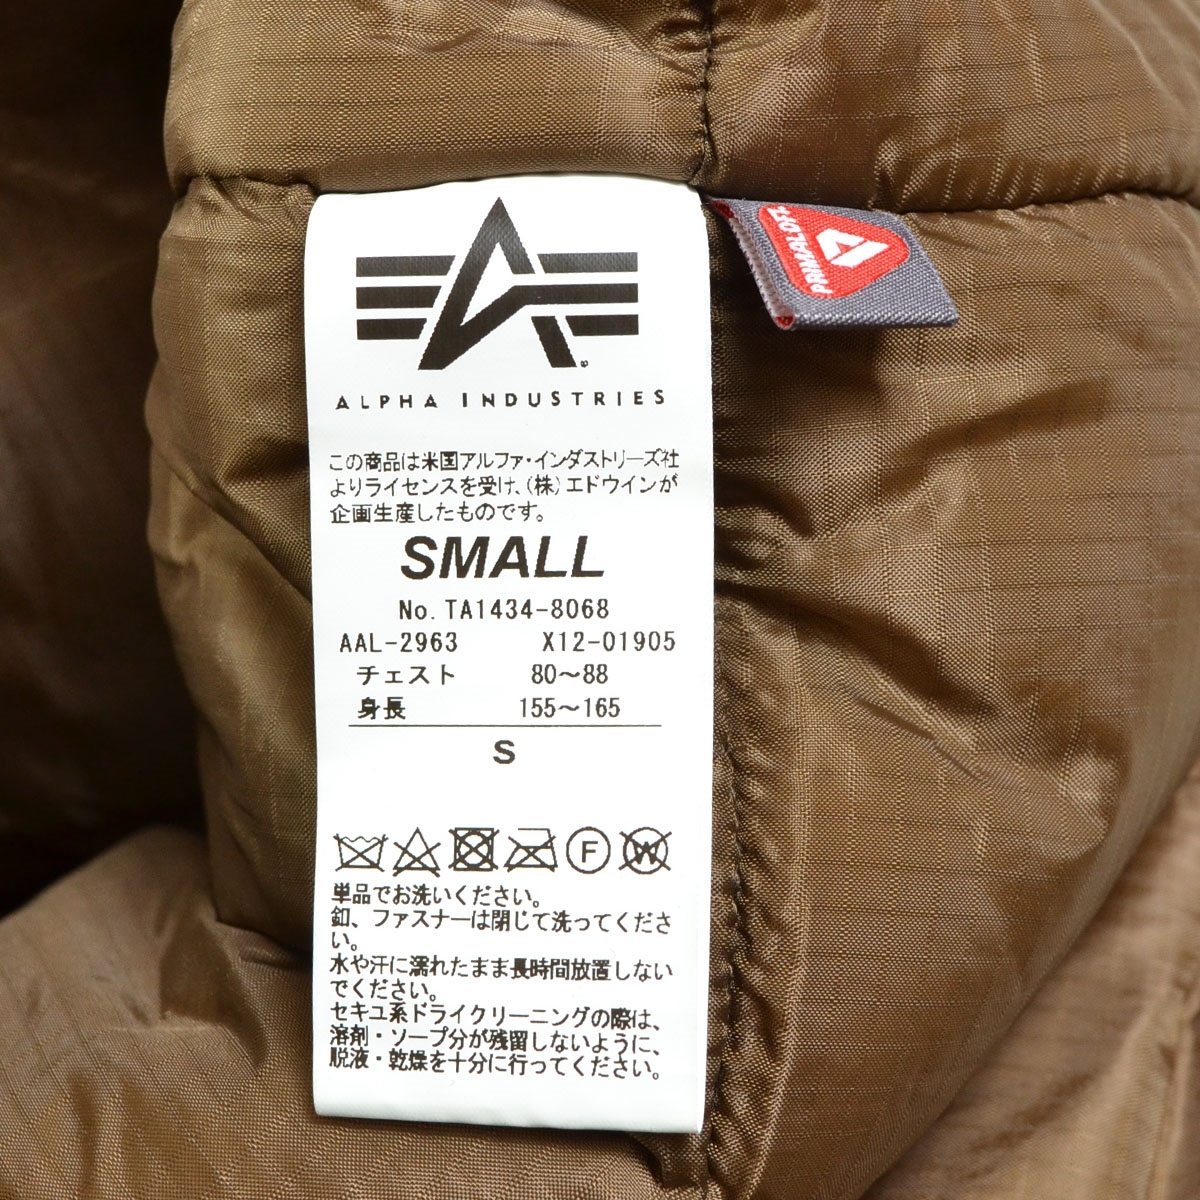 ALPHA INDUSTRIES
この商品は米国アルファ・インダストリーズ社
よりライセンスを受け、(株)エドウインが
企画生産したものです。
SMALL
No. TA1434-8068
AAL-2963 X12-01905
チェスト 80〜88
身長 155〜165
S
F W
単品でお洗いください。
釦、ファスナーは閉じて洗ってくださ
い。
水や汗に濡れたまま長時間放置しない
でください。
セキユ系ドライクリーニングの際は、
溶剤・ソープ分が残留しないように、
脱液・乾燥を十分に行ってください。
PRIMALOFT